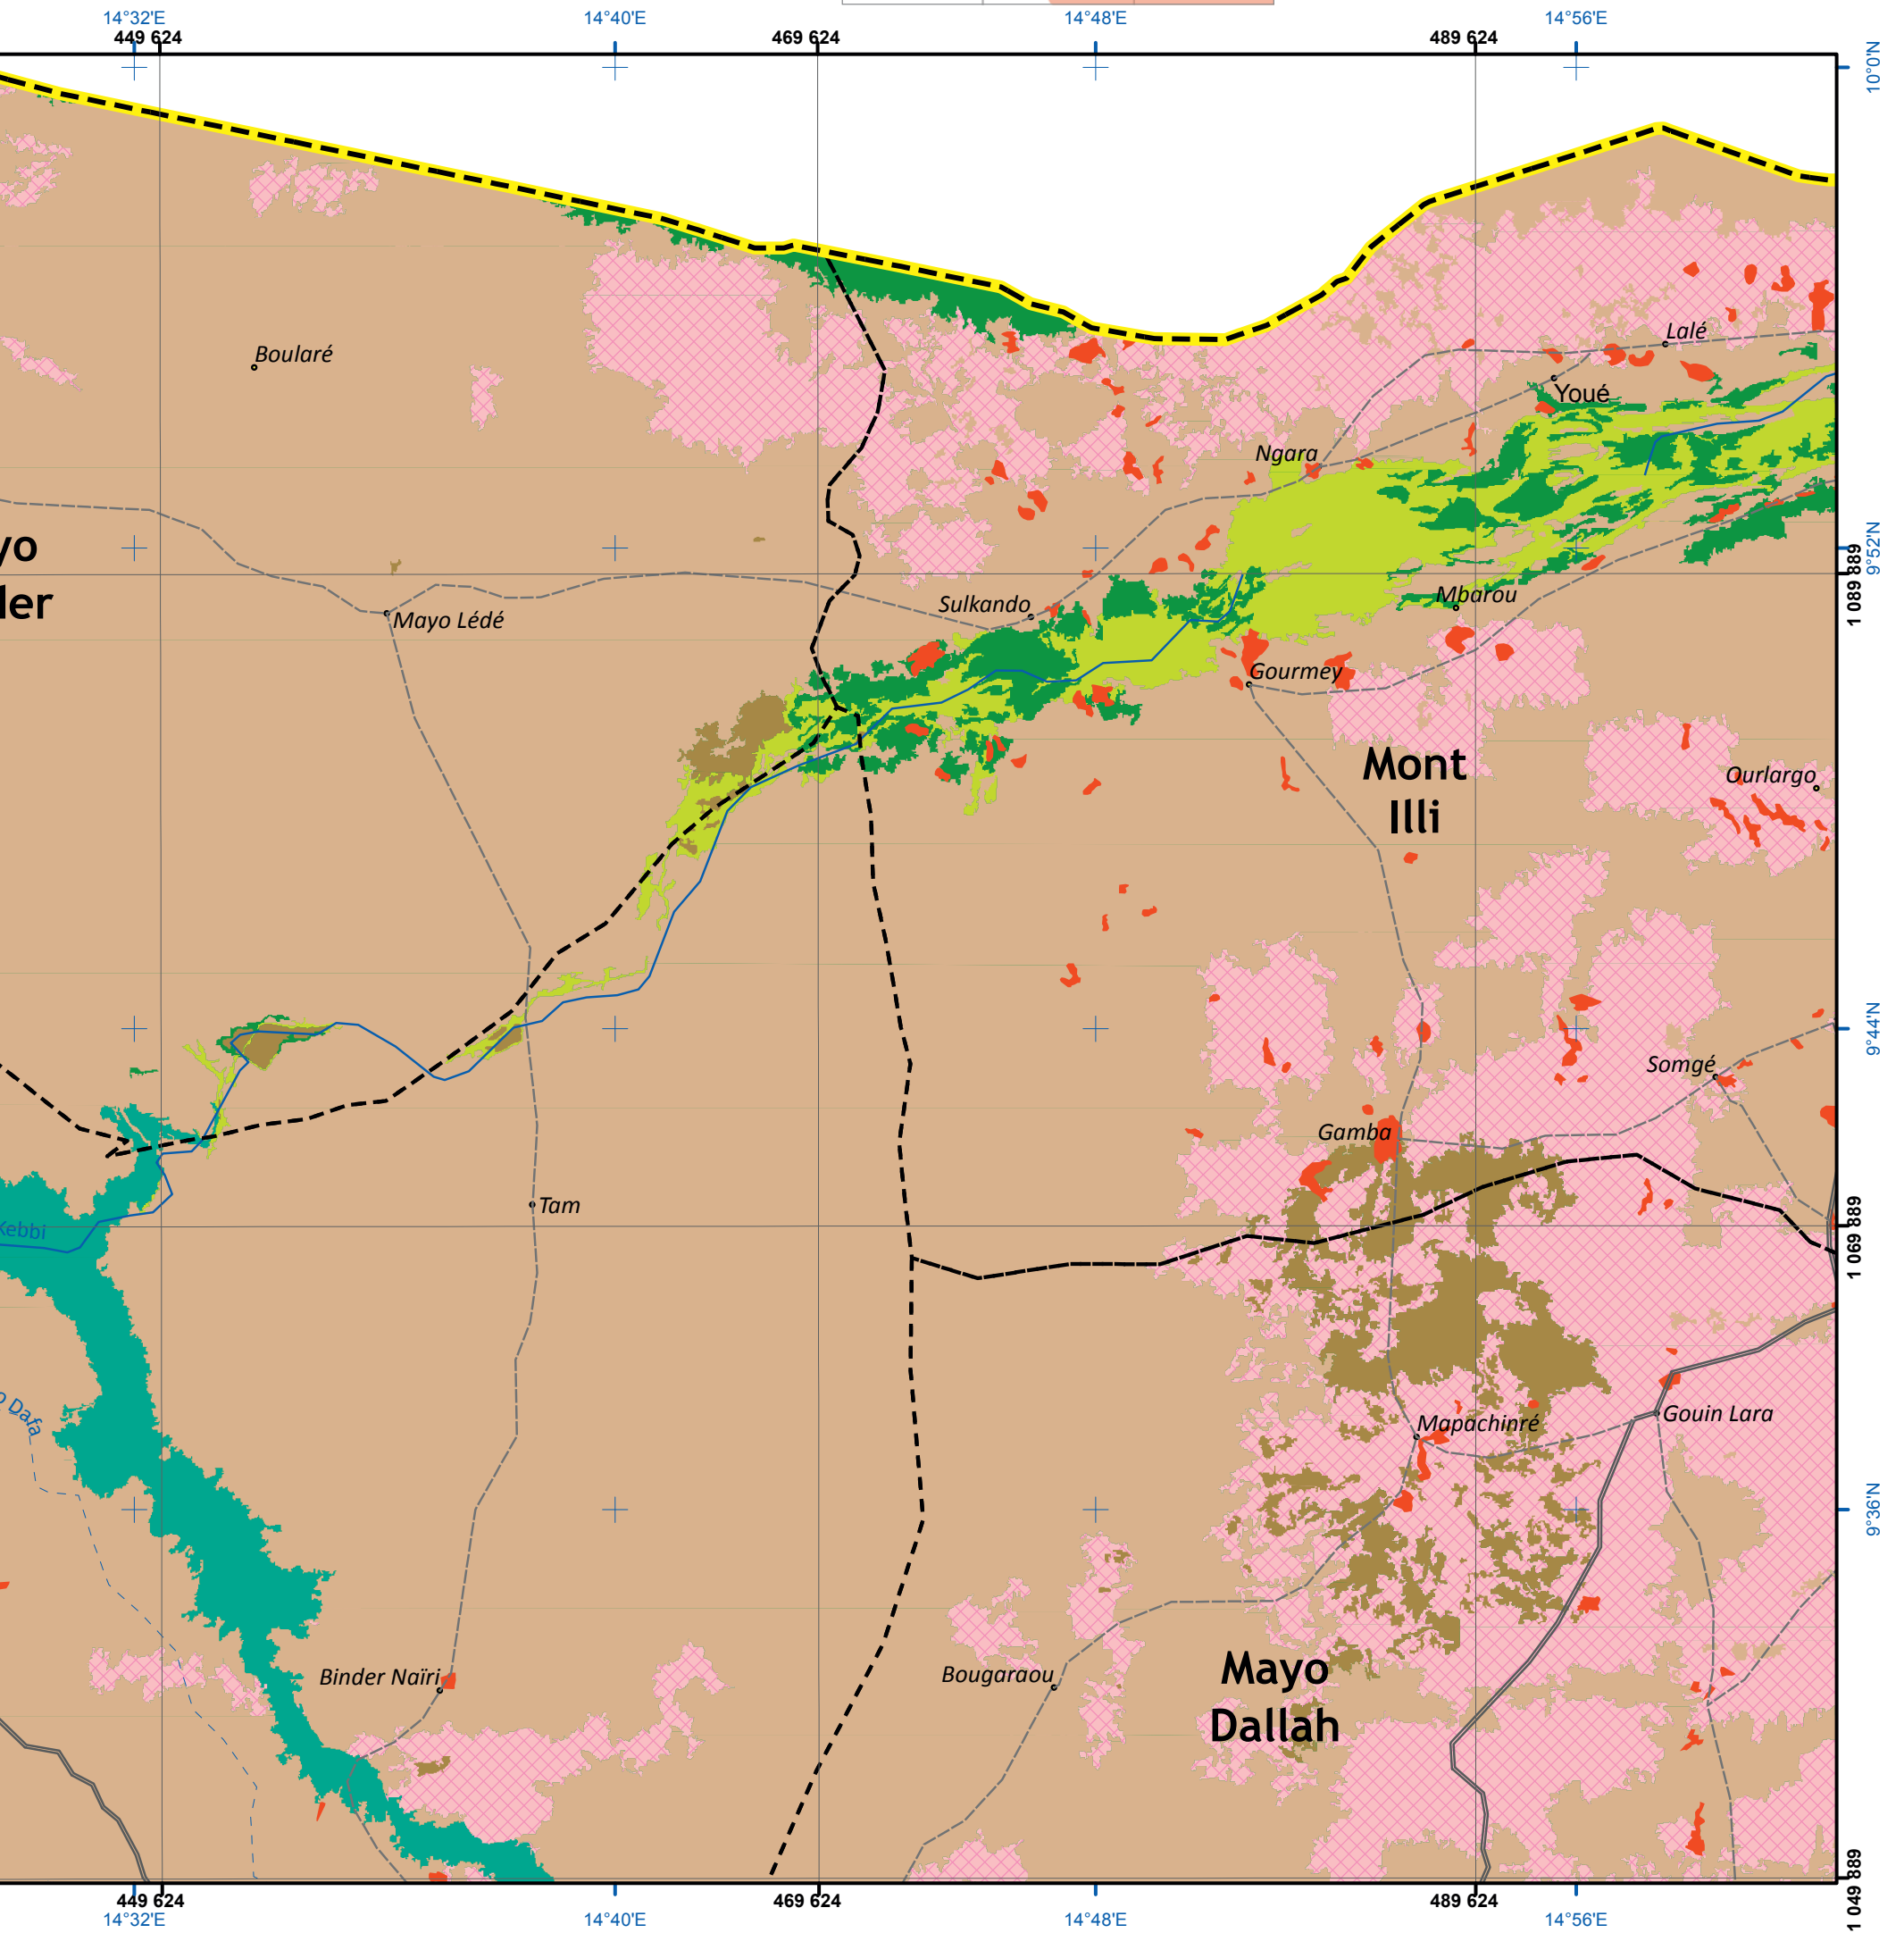 14°32'E
14°40'E
14°48'E
14°56'E
449 624
469 624
489 624
10°0'N
Lalé
Boularé
Youé
Ngara
yo
der
9°52'N
1 089 889
Mbarou
Sulkando
Mayo Lédé
Gourmey
Mont
Illi
Ourlargo
9°44'N
Somgé
Gamba
Tam
Kebbi
1 069 889
o Dafa
Gouin Lara
Mapachinré
9°36'N
Mayo
Dallah
Bougaraou
Binder Naïri
1 049 889
449 624
469 624
489 624
14°32'E
14°40'E
14°48'E
14°56'E